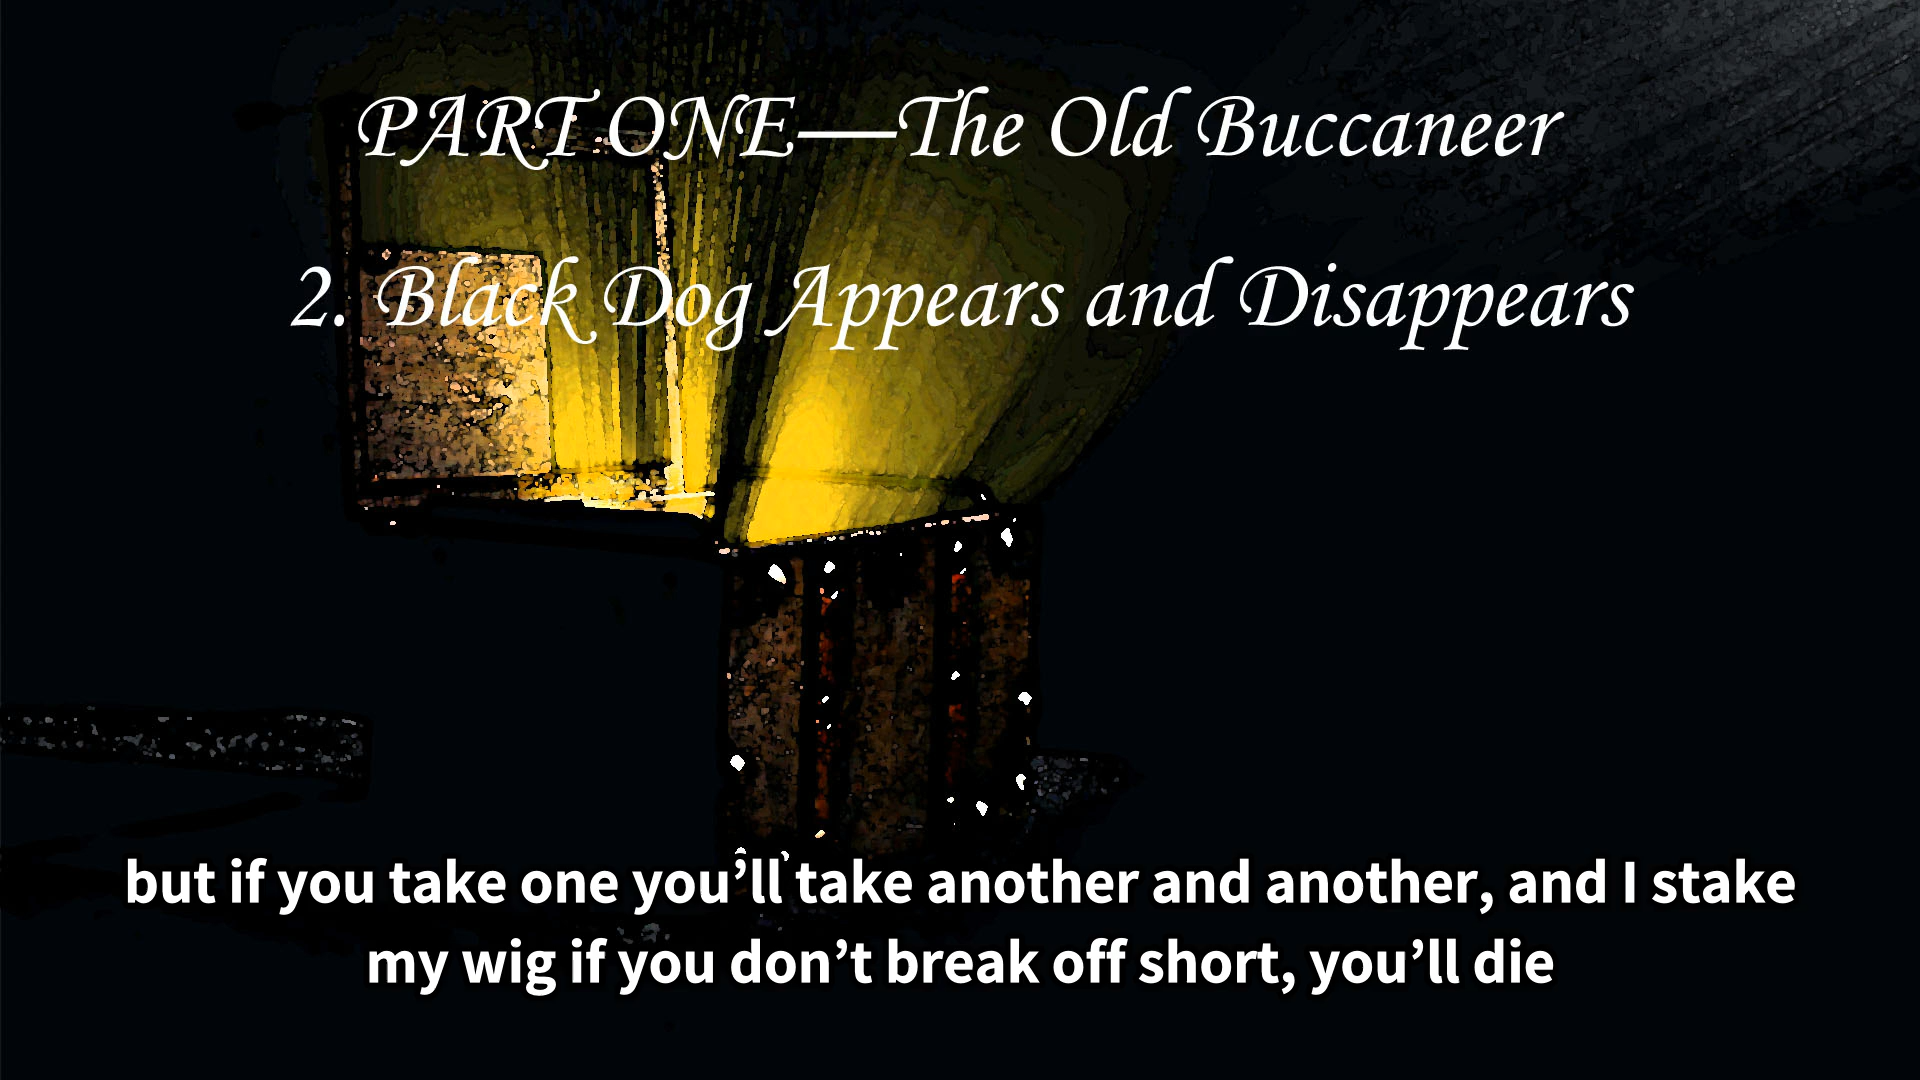 PART ONE—The Old Buccaneer
2. Black Dog Appears and Disappears
but if you take one you’ll take another and another, and I stake
my wig if you don’t break off short, you’ll die